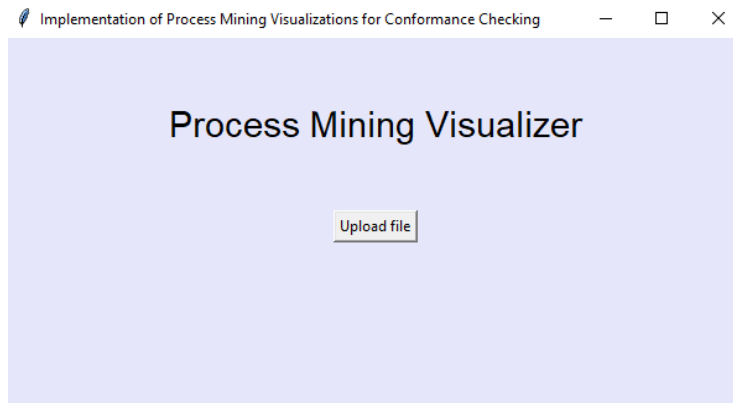 Implementation of Process Mining Visualizations for Conformance Checking
Process Mining Visualizer
Upload file